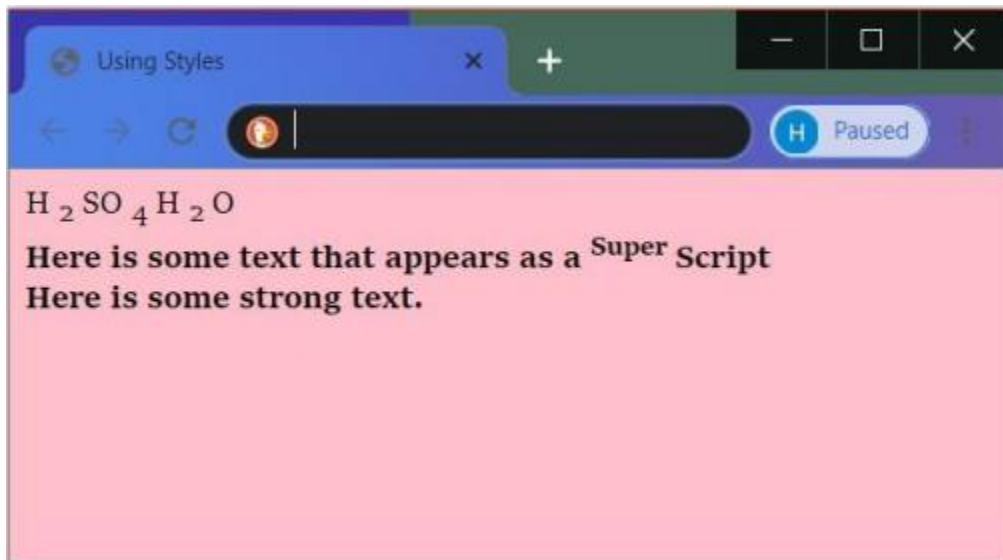 Using Styles
H Paused
H 2 SO 4 H 2 O
Here is some text that appears as a Super Script
Here is some strong text.